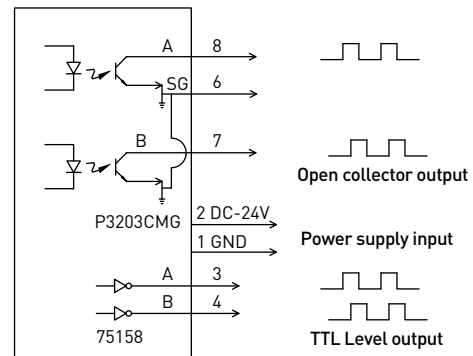 A 8
SG 6
B 7
Open collector output
P3203CMG
2 DC-24V
1 GND
Power supply input
A 3
B 4
75158
TTL Level output